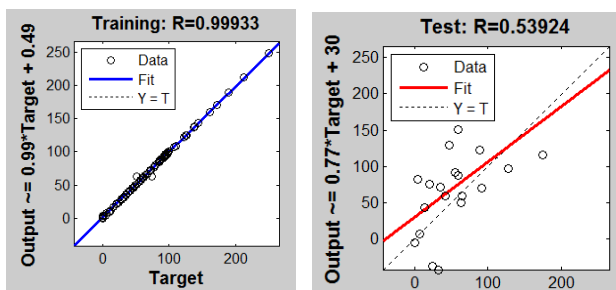 Training: R=0.99933
Output ~= 0.99*Target + 0.49
250
200
150
100
50
0
Data
Fit
Y = T
0
100
200
Target
Test: R=0.53924
Output ~= 0.77*Target + 30
250
200
150
100
50
0
Data
Fit
Y = T
0
100
200